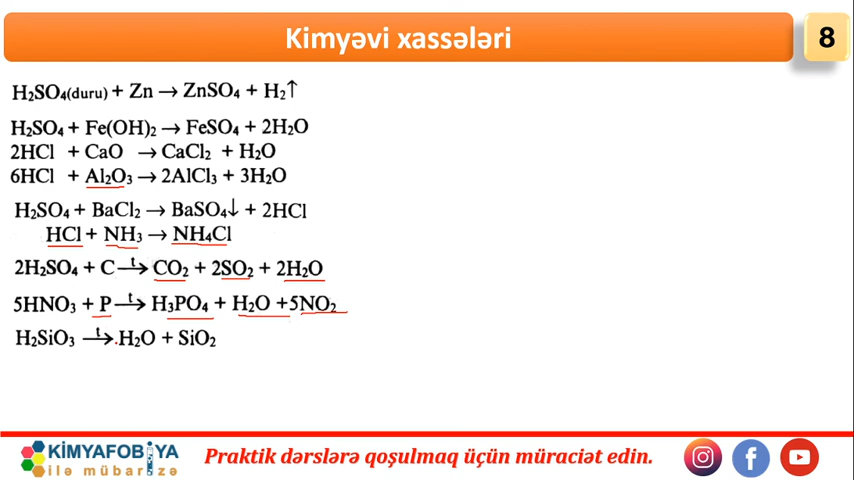 Kimyəvi xassələri
8
H₂SO₄(duru) + Zn → ZnSO₄ + H₂↑
H₂SO₄ + Fe(OH)₂ → FeSO₄ + 2H₂O
2HCl + CaO → CaCl₂ + H₂O
6HCl + Al₂O₃ → 2AlCl₃ + 3H₂O
H₂SO₄ + BaCl₂ → BaSO₄↓ + 2HCl
HCl + NH₃ → NH₄Cl
2H₂SO₄ + C –t→ CO₂ + 2SO₂ + 2H₂O
5HNO₃ + P –t→ H₃PO₄ + H₂O +5NO₂
H₂SiO₃ –t→ H₂O + SiO₂
KİMYAFOBİYA
ilə mübarizə
Praktik dərslərə qoşulmaq üçün müraciət edin.